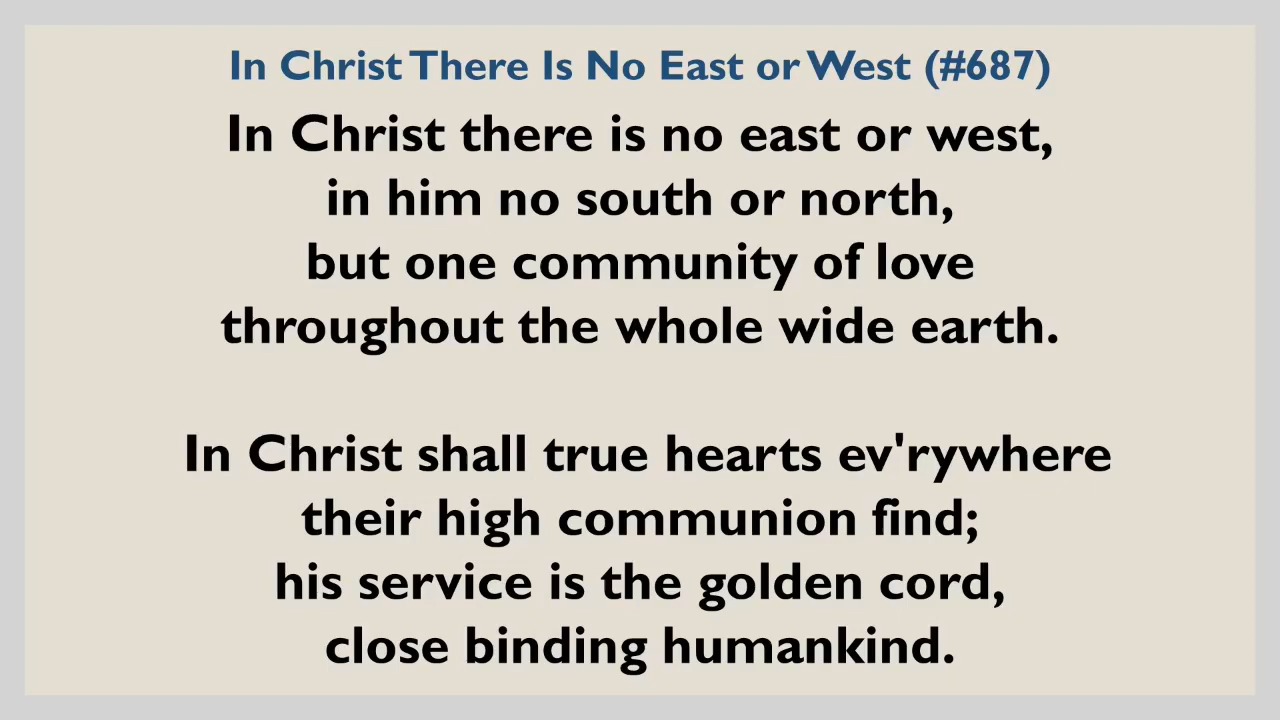 In Christ There Is No East or West (#687)
In Christ there is no east or west,
in him no south or north,
but one community of love
throughout the whole wide earth.
In Christ shall true hearts ev'rywhere
their high communion find;
his service is the golden cord,
close binding humankind.